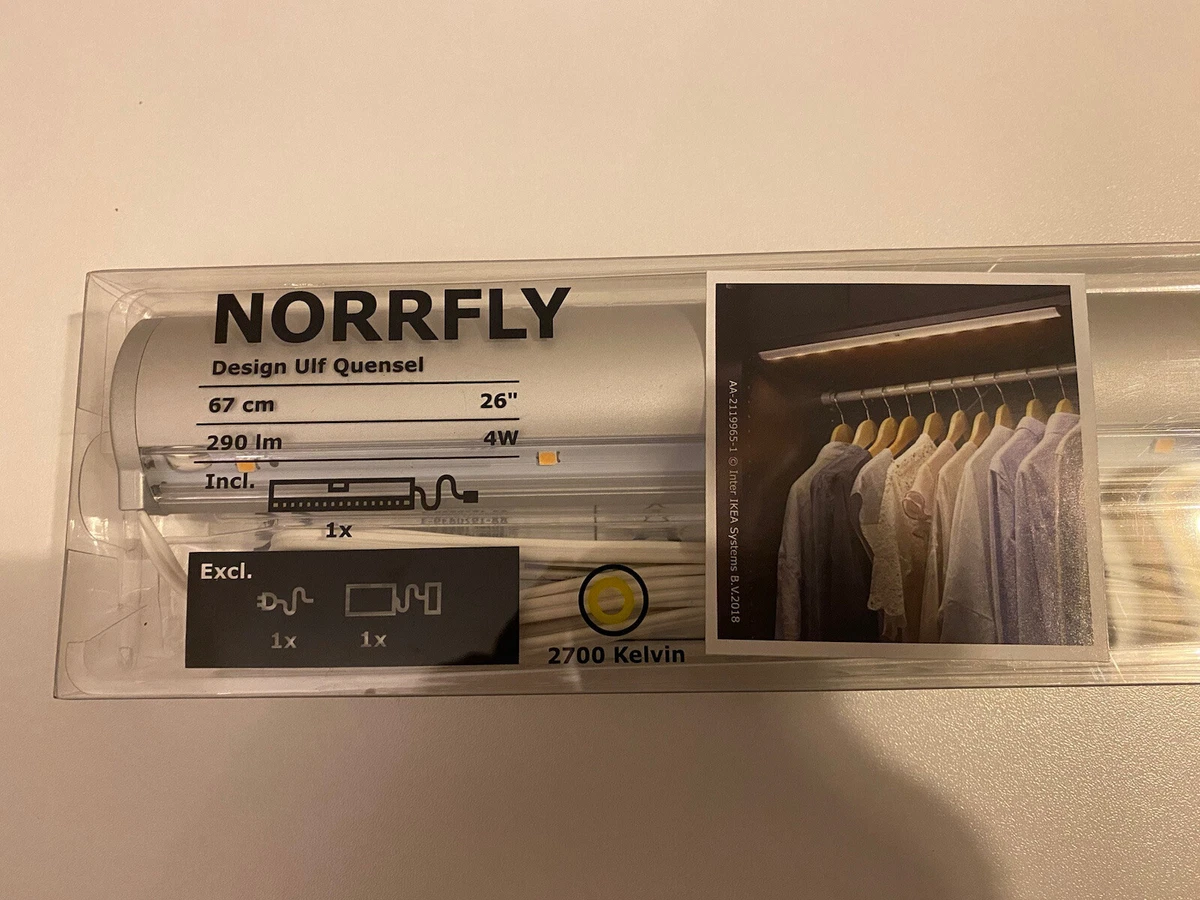 NORRFLY
Design Ulf Quensel
67 cm 26"
290 lm 4W
Incl.
1x
Excl.
1x 1x
2700 Kelvin
AA-2119965-1 © Inter IKEA Systems B.V.2018